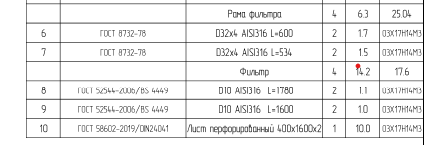 Рама фильтра 4 6.3 25.04
6 ГОСТ 8732-78 D32x4 AISI316 L=600 2 1.7 03Х17Н14М3
7 ГОСТ 8732-78 D32x4 AISI316 L=534 2 1.5 03Х17Н14М3
Фильтр 4 14.2 17.6
8 ГОСТ 52544-2006/BS 4449 D10 AISI316 L=1780 2 1.1 03Х17Н14М3
9 ГОСТ 52544-2006/BS 4449 D10 AISI316 L=1600 2 1.0 03Х17Н14М3
10 ГОСТ 58602-2019/DIN24041 Лист перфорированный 400x1600x2 1 10.0 03Х17Н14М3